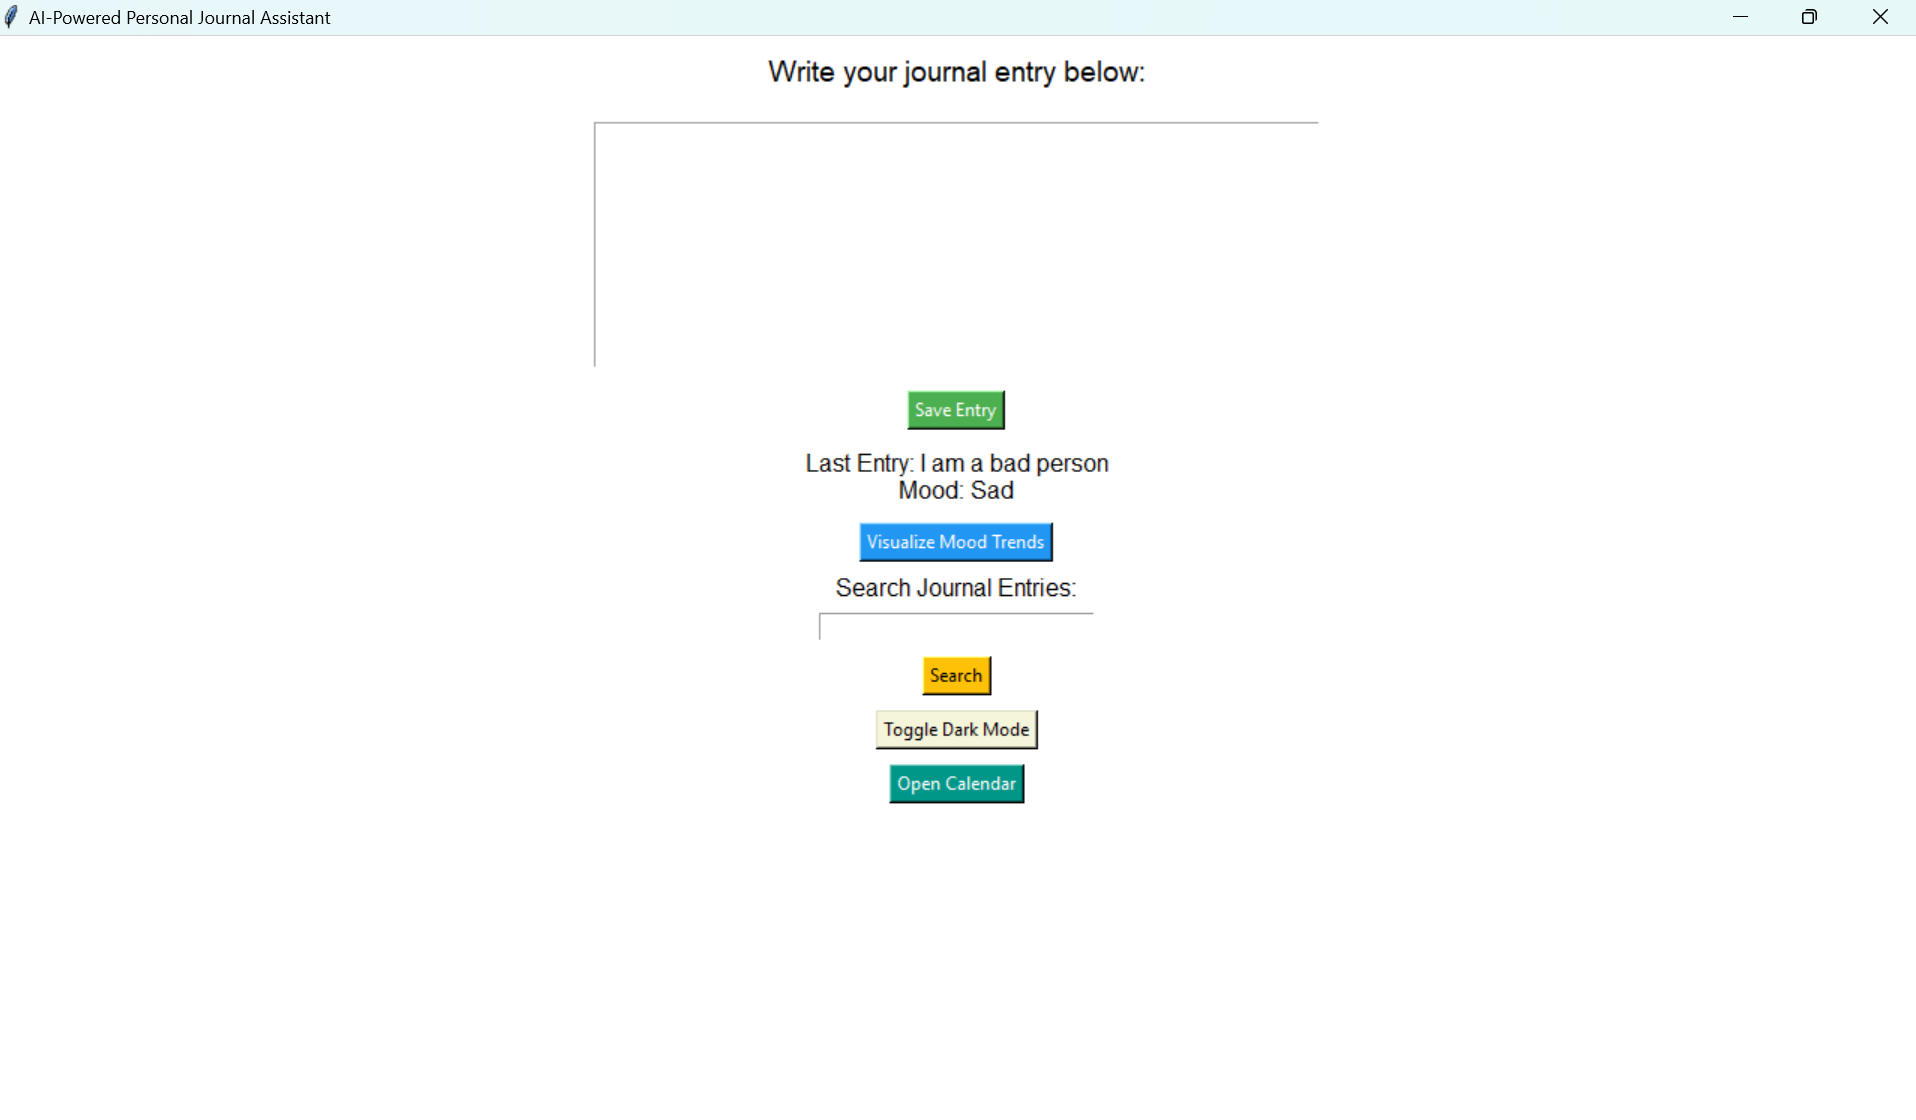 AI-Powered Personal Journal Assistant
Write your journal entry below:
Save Entry
Last Entry: I am a bad person
Mood: Sad
Visualize Mood Trends
Search Journal Entries:
Search
Toggle Dark Mode
Open Calendar